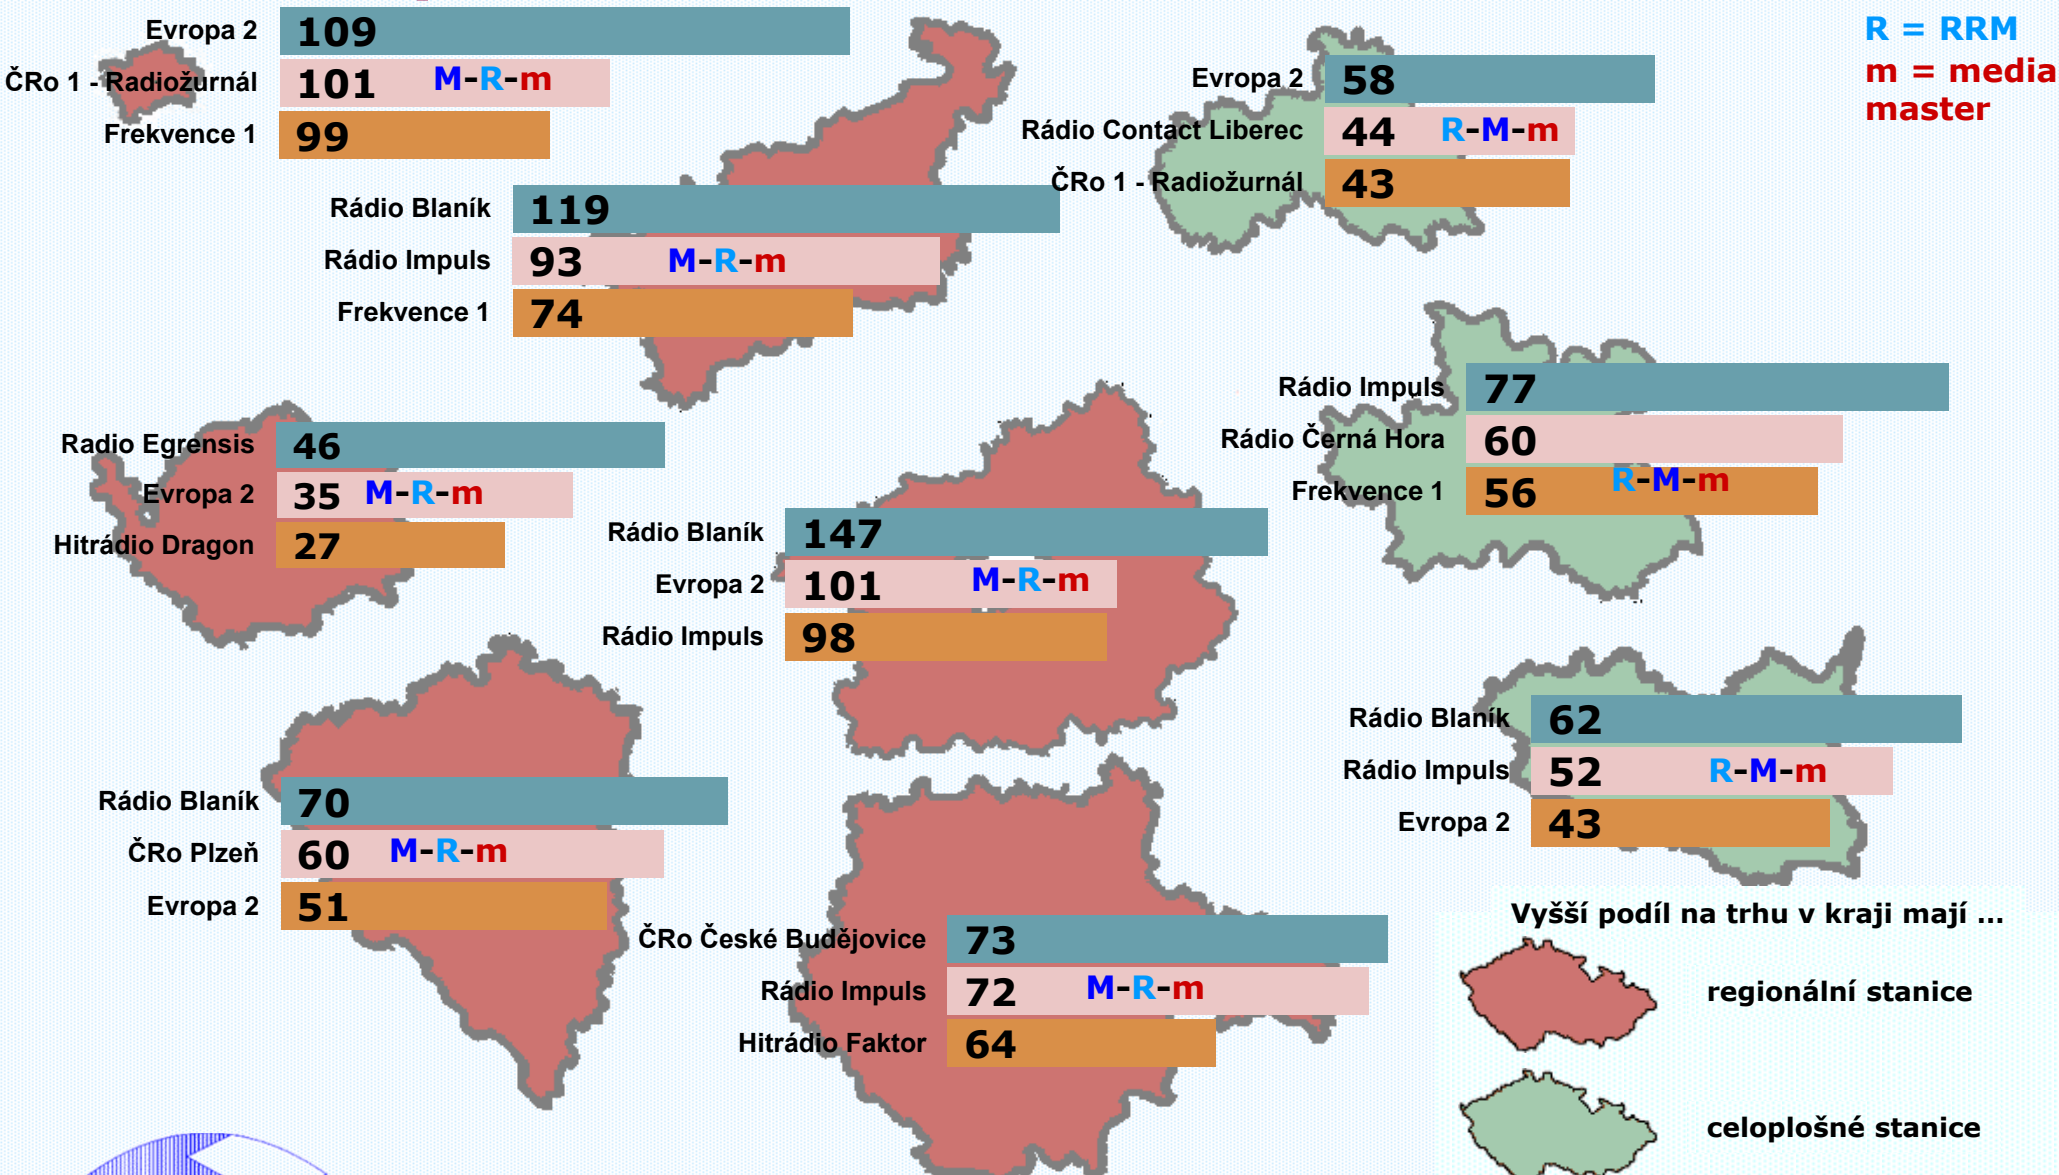 Evropa 2 109
ČRo 1 - Radiožurnál 101 M-R-m
Frekvence 1 99
R = RRM
m = media
master
Evropa 2 58
Rádio Contact Liberec 44 R-M-m
ČRo 1 - Radiožurnál 43
Rádio Blaník 119
Rádio Impuls 93 M-R-m
Frekvence 1 74
Rádio Impuls 77
Rádio Černá Hora 60
Frekvence 1 56 R-M-m
Radio Egrensis 46
Evropa 2 35 M-R-m
Hitrádio Dragon 27
Rádio Blaník 147
Evropa 2 101 M-R-m
Rádio Impuls 98
Rádio Blaník 62
Rádio Impuls 52 R-M-m
Evropa 2 43
Rádio Blaník 70
ČRo Plzeň 60 M-R-m
Evropa 2 51
ČRo České Budějovice 73
Rádio Impuls 72 M-R-m
Hitrádio Faktor 64
Vyšší podíl na trhu v kraji mají ...
regionální stanice
celoplošné stanice